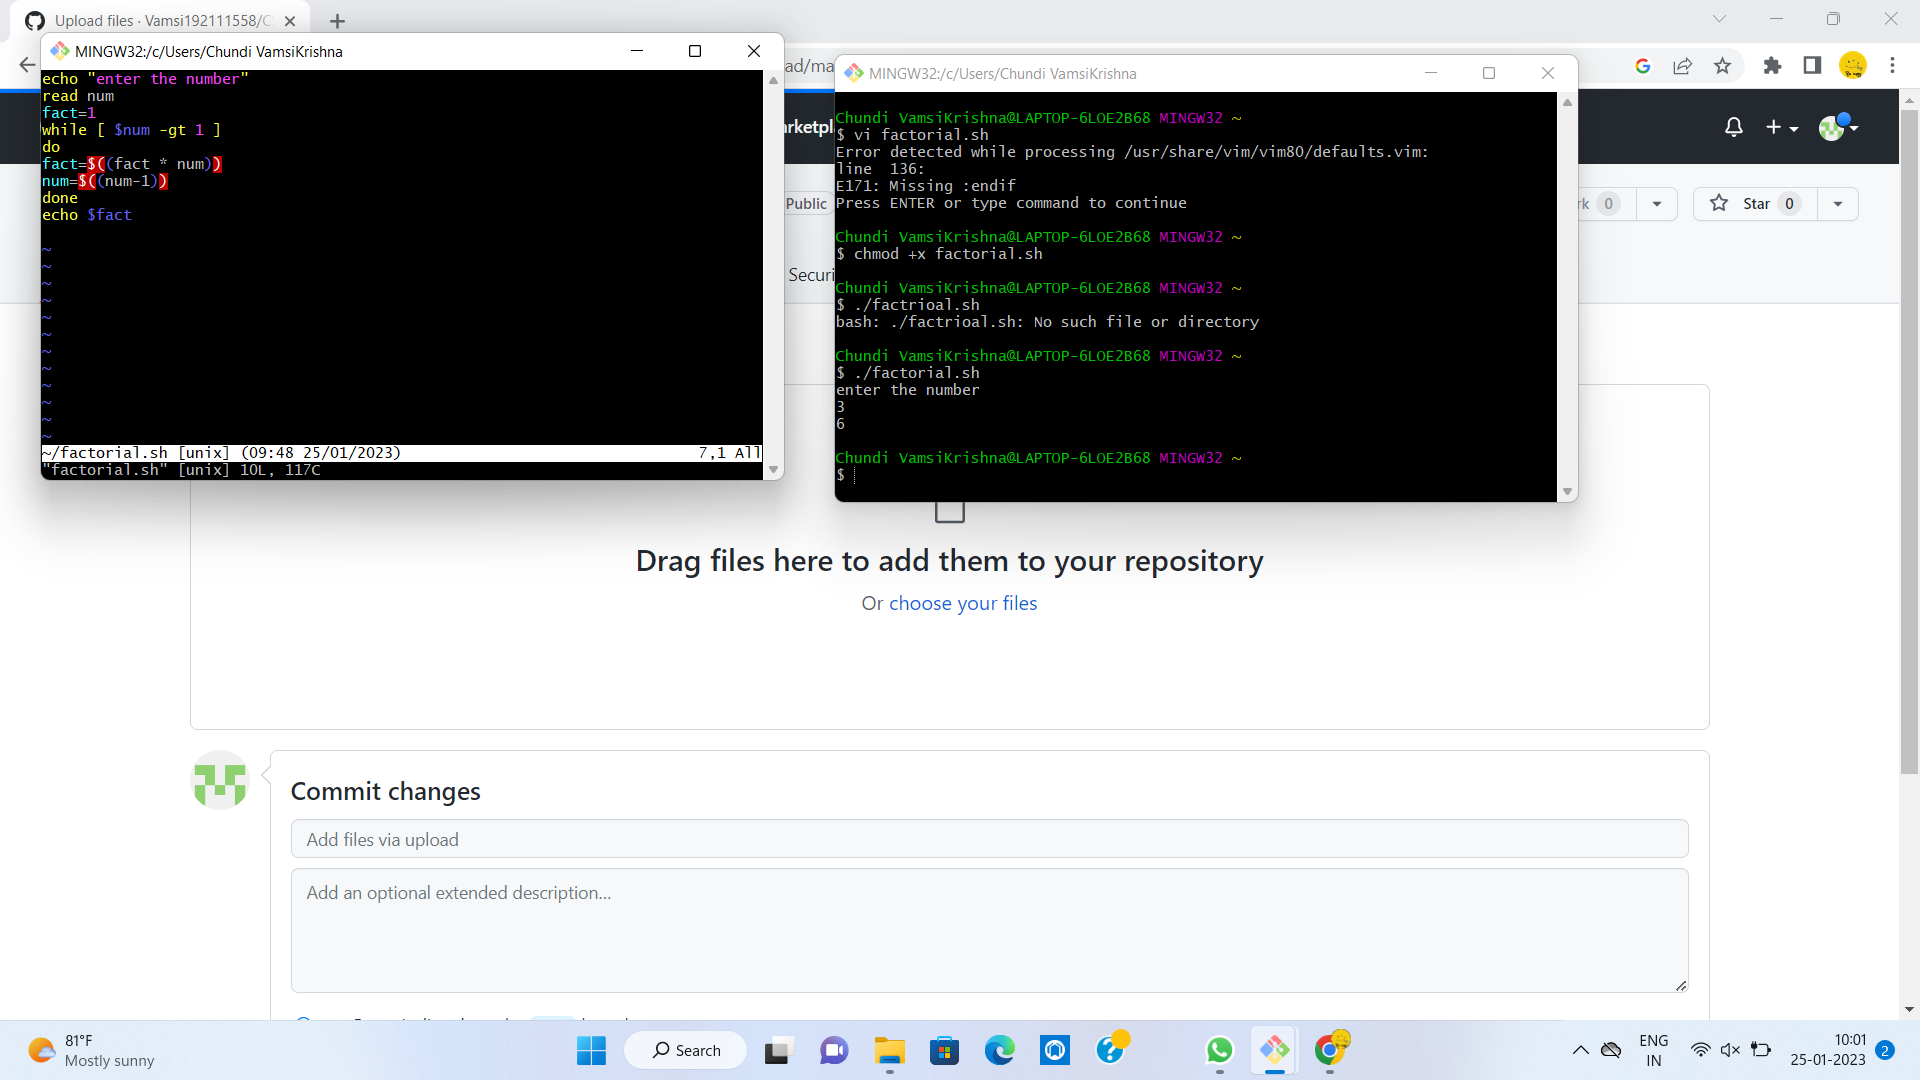 Upload files · Vamsi192111558/C
MINGW32:/c/Users/Chundi VamsiKrishna
echo "enter the number"
read num
fact=1
while [ $num -gt 1 ]
do
fact=$((fact * num))
num=$((num-1))
done
echo $fact
~
~
~
~
~
~
~
~
~
~
~
~
~/factorial.sh [unix] (09:48 25/01/2023) 7,1 All
"factorial.sh" [unix] 10L, 117C
ad/ma
MINGW32:/c/Users/Chundi VamsiKrishna
Chundi VamsiKrishna@LAPTOP-6LOE2B68 MINGW32 ~
$ vi factorial.sh
Error detected while processing /usr/share/vim/vim80/defaults.vim:
line  136:
E171: Missing :endif
Press ENTER or type command to continue
Chundi VamsiKrishna@LAPTOP-6LOE2B68 MINGW32 ~
$ chmod +x factorial.sh
Chundi VamsiKrishna@LAPTOP-6LOE2B68 MINGW32 ~
$ ./factrioal.sh
bash: ./factrioal.sh: No such file or directory
Chundi VamsiKrishna@LAPTOP-6LOE2B68 MINGW32 ~
$ ./factorial.sh
enter the number
3
6
Chundi VamsiKrishna@LAPTOP-6LOE2B68 MINGW32 ~
$
arketpl
Public
rk 0
Star 0
Securi
Drag files here to add them to your repository
Or choose your files
Commit changes
Add files via upload
Add an optional extended description...
81°F
Mostly sunny
Search
ENG
IN
10:01
25-01-2023
2